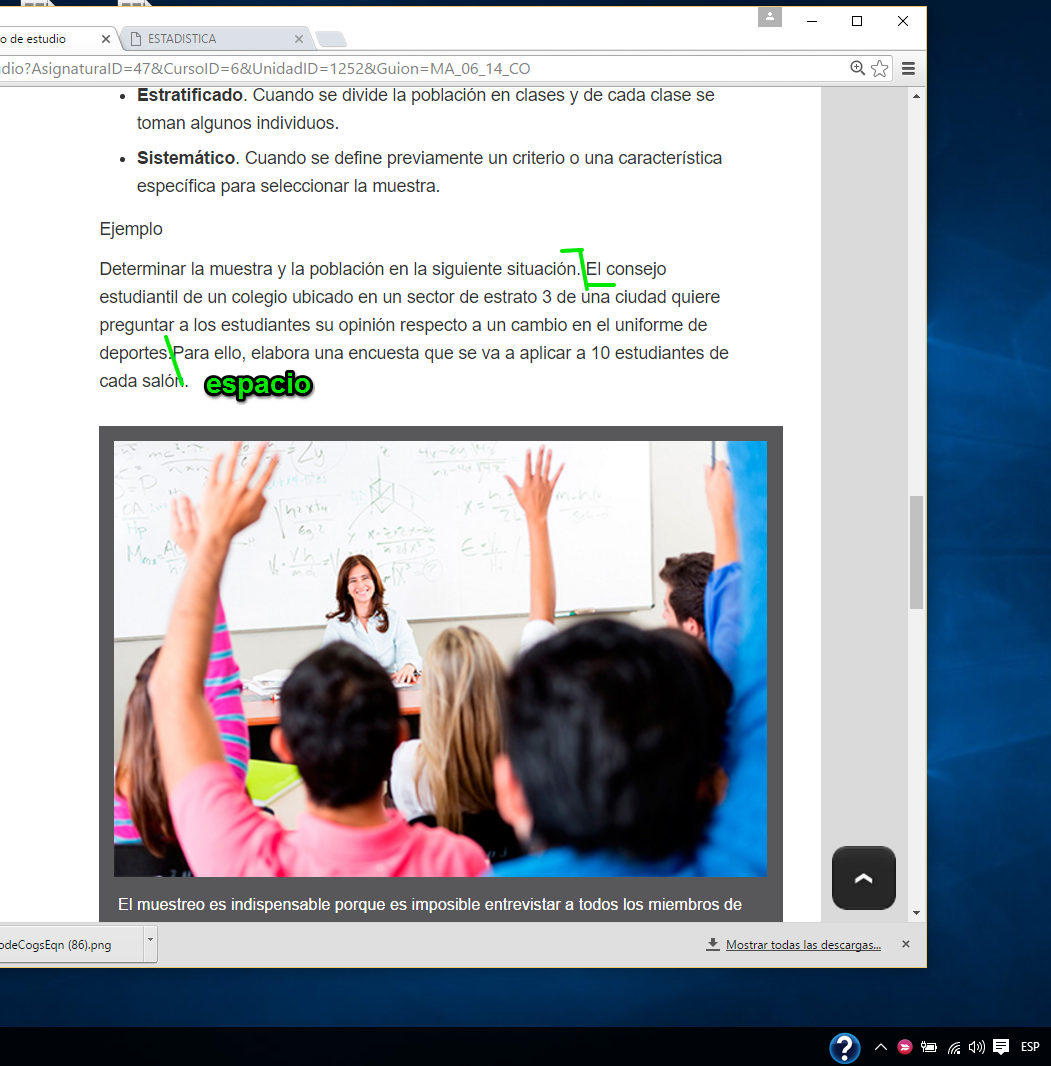 o de estudio
ESTADISTICA
dio?AsignaturaID=47&CursoID=6&UnidadID=1252&Guion=MA_06_14_CO
Estratificado. Cuando se divide la población en clases y de cada clase se
toman algunos individuos.
Sistemático. Cuando se define previamente un criterio o una característica
específica para seleccionar la muestra.
Ejemplo
Determinar la muestra y la población en la siguiente situación. El consejo
estudiantil de un colegio ubicado en un sector de estrato 3 de una ciudad quiere
preguntar a los estudiantes su opinión respecto a un cambio en el uniforme de
deportes.Para ello, elabora una encuesta que se va a aplicar a 10 estudiantes de
cada salón.
espacio
El muestreo es indispensable porque es imposible entrevistar a todos los miembros de
odeCogsEqn (86).png
Mostrar todas las descargas...
ESP